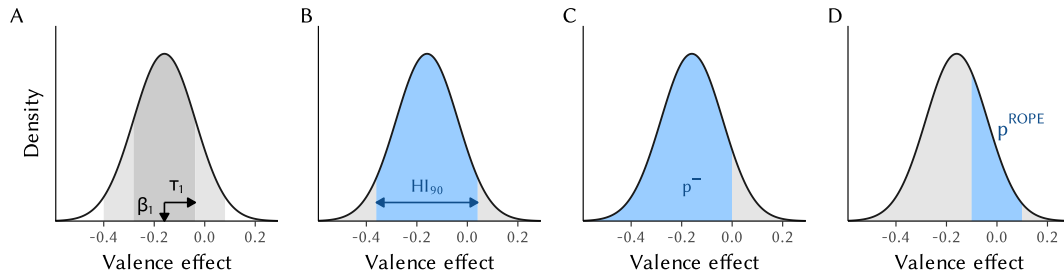 A
B
C
D
Density
β₁
τ₁
HI₉₀
p⁻
p^ROPE
-0.4 -0.2 0.0 0.2
-0.4 -0.2 0.0 0.2
-0.4 -0.2 0.0 0.2
-0.4 -0.2 0.0 0.2
Valence effect
Valence effect
Valence effect
Valence effect